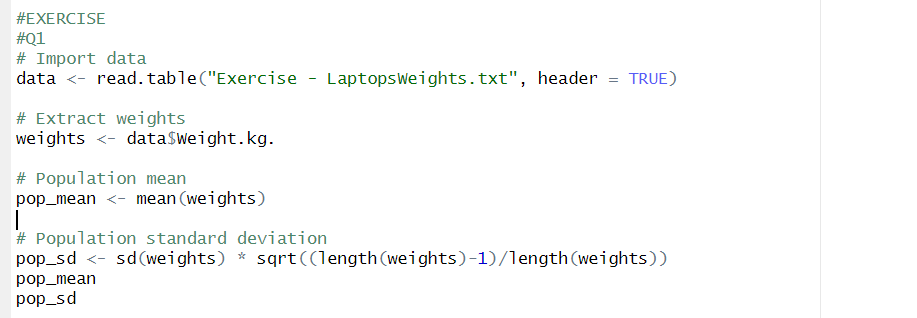 #EXERCISE
#Q1
# Import data
data <- read.table("Exercise - LaptopsWeights.txt", header = TRUE)
# Extract weights
weights <- data$Weight.kg.
# Population mean
pop_mean <- mean(weights)
# Population standard deviation
pop_sd <- sd(weights) * sqrt((length(weights)-1)/length(weights))
pop_mean
pop_sd